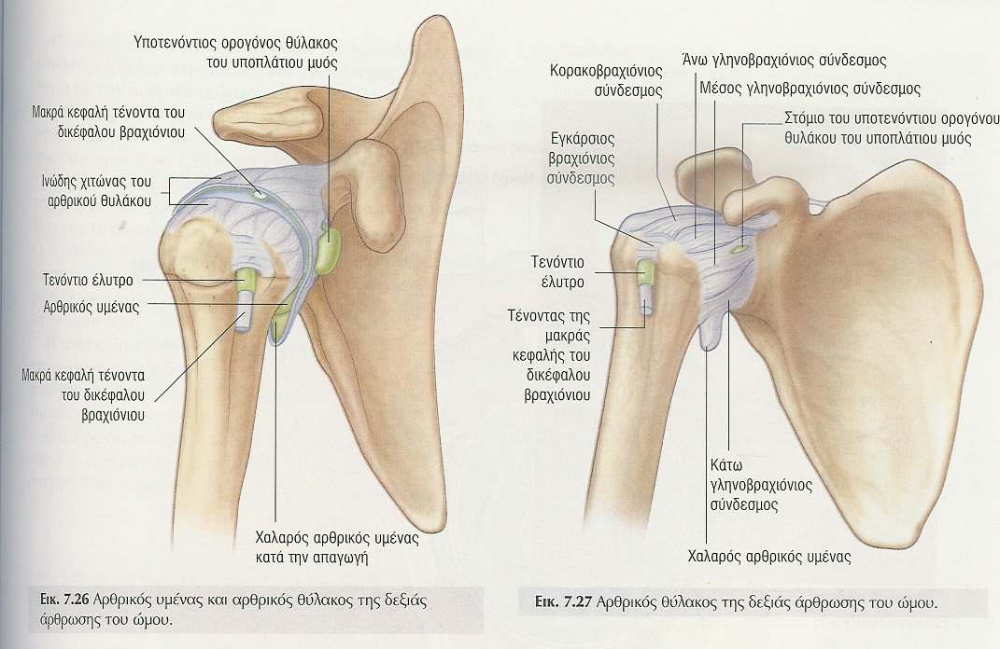 Υποτενόντιος ορογόνος θύλακος
του υποπλάτιου μυός
Μακρά κεφαλή τένοντα του
δικέφαλου βραχιόνιου
Ινώδης χιτώνας του
αρθρικού θυλάκου
Τενόντιο έλυτρο
Αρθρικός υμένας
Μακρά κεφαλή τένοντα
του δικέφαλου
βραχιόνιου
Χαλαρός αρθρικός υμένας
κατά την απαγωγή
Εικ. 7.26 Αρθρικός υμένας και αρθρικός θύλακος της δεξιάς
άρθρωσης του ώμου.
Άνω γληνοβραχιόνιος σύνδεσμος
Κορακοβραχιόνιος
σύνδεσμος
Μέσος γληνοβραχιόνιος σύνδεσμος
Στόμιο του υποτενόντιου ορογόνου
θυλάκου του υποπλάτιου μυός
Εγκάρσιος
βραχιόνιος
σύνδεσμος
Τενόντιο
έλυτρο
Τένοντας της
μακράς
κεφαλής του
δικέφαλου
βραχιόνιου
Κάτω
γληνοβραχιόνιος
σύνδεσμος
Χαλαρός αρθρικός υμένας
Εικ. 7.27 Αρθρικός θύλακος της δεξιάς άρθρωσης του ώμου.